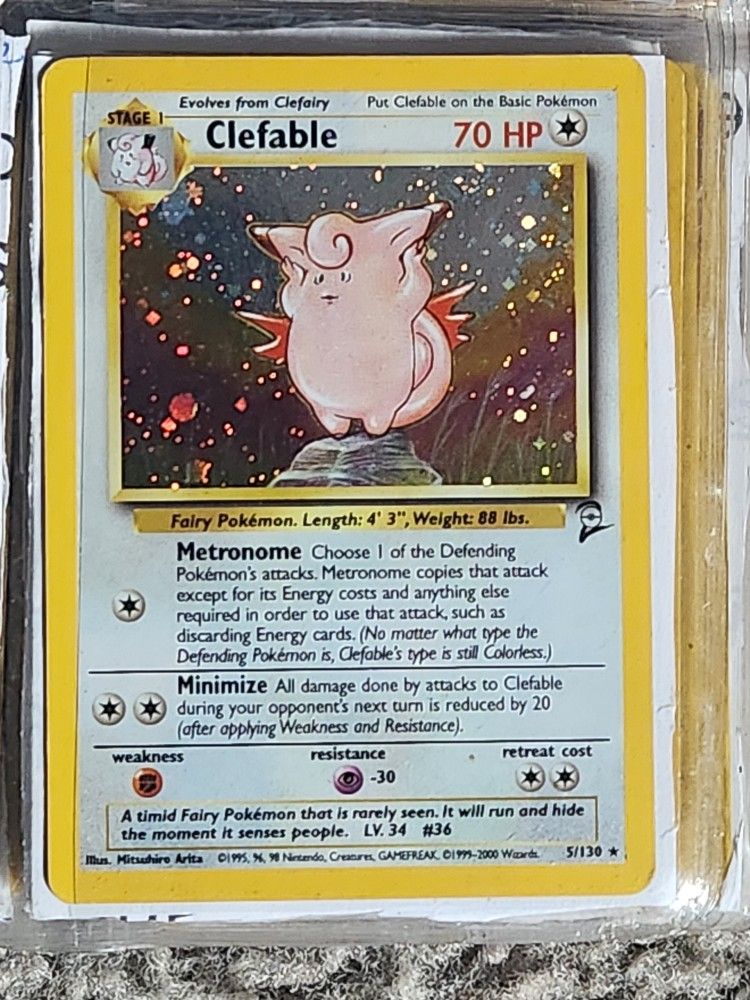 Evolves from Clefairy Put Clefable on the Basic Pokémon
STAGE 1
Clefable 70 HP
Fairy Pokémon. Length: 4' 3", Weight: 88 lbs.
Metronome Choose 1 of the Defending
Pokémon's attacks. Metronome copies that attack
except for its Energy costs and anything else
required in order to use that attack, such as
discarding Energy cards. (No matter what type the
Defending Pokémon is, Clefable's type is still Colorless.)
Minimize All damage done by attacks to Clefable
during your opponent's next turn is reduced by 20
(after applying Weakness and Resistance).
weakness resistance retreat cost
-30
A timid Fairy Pokémon that is rarely seen. It will run and hide
the moment it senses people. LV. 34 #36
Illus. Mitsuhiro Arita ©1995, 96, 98 Nintendo, Creatures, GAMEFREAK. ©1999-2000 Wizards. 5/130 ★